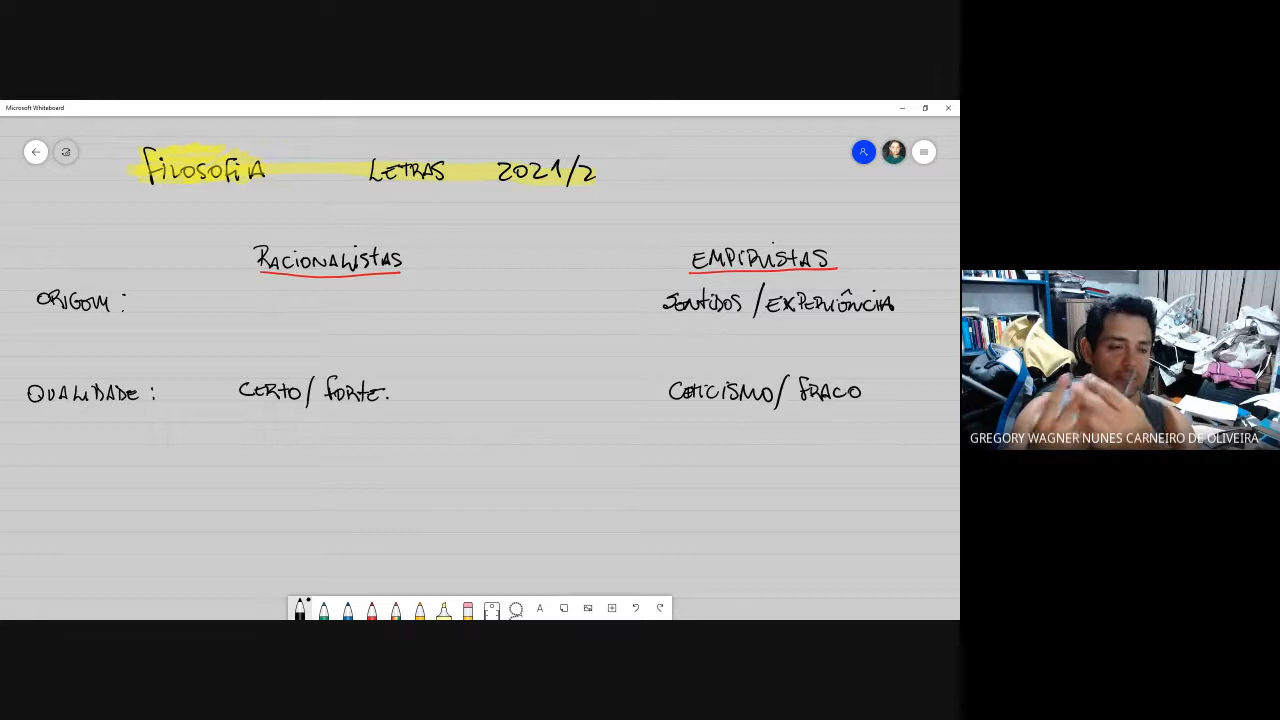 Microsoft Whiteboard
FILOSOFIA LETRAS 2021/2
RACIONALISTAS EMPIRISTAS
ORIGEM: SENTIDOS / EXPERIÊNCIA
QUALIDADE: CERTO / FORTE. CETICISMO / FRACO
GREGORY WAGNER NUNES CARNEIRO DE OLIVEIRA
A